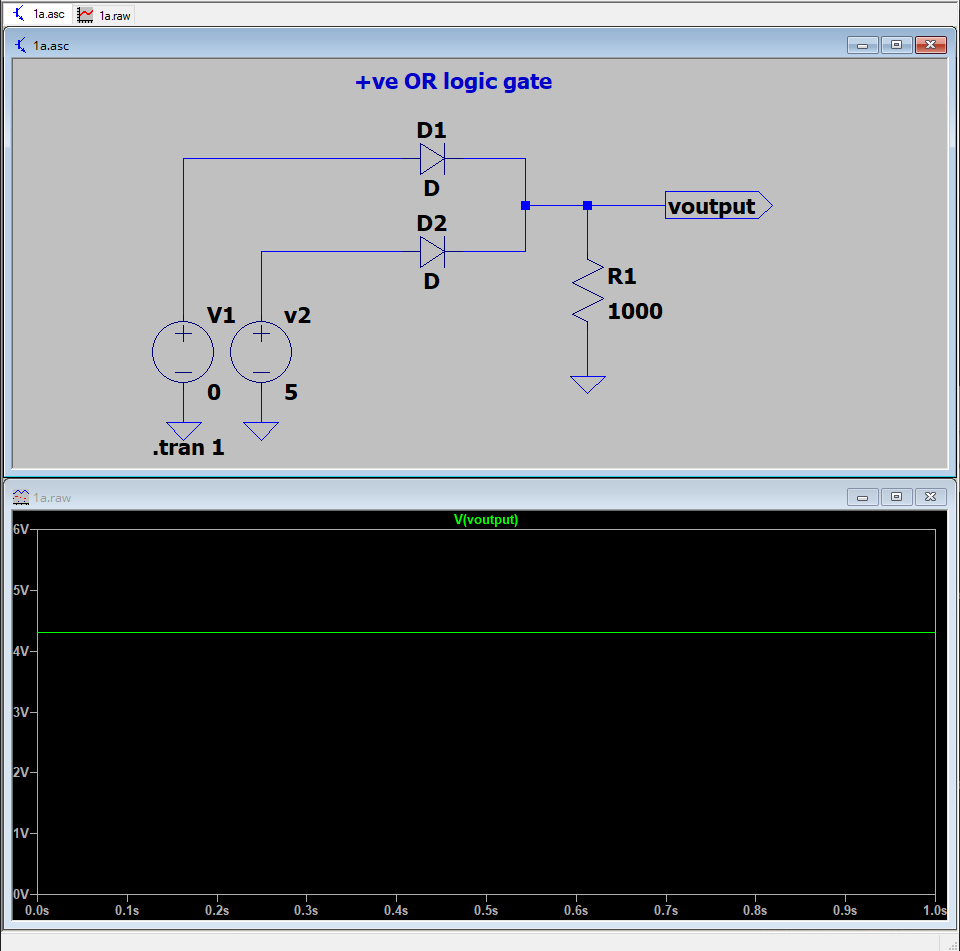 1a.asc 1a.raw
1a.asc
+ve OR logic gate
D1
D
D2
D
voutput
R1
1000
V1
0
v2
5
.tran 1
1a.raw
V(voutput)
6V
5V
4V
3V
2V
1V
0V
0.0s 0.1s 0.2s 0.3s 0.4s 0.5s 0.6s 0.7s 0.8s 0.9s 1.0s